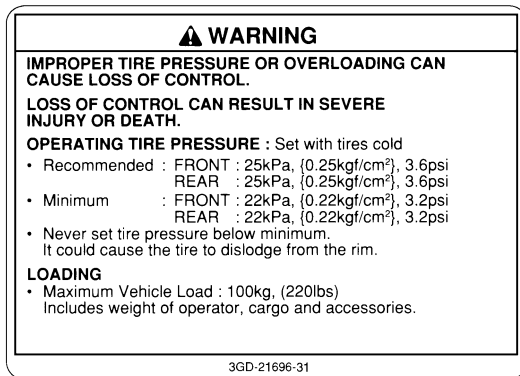 ⚠ WARNING
IMPROPER TIRE PRESSURE OR OVERLOADING CAN
CAUSE LOSS OF CONTROL.
LOSS OF CONTROL CAN RESULT IN SEVERE
INJURY OR DEATH.
OPERATING TIRE PRESSURE : Set with tires cold
• Recommended : FRONT : 25kPa, {0.25kgf/cm²}, 3.6psi
REAR : 25kPa, {0.25kgf/cm²}, 3.6psi
• Minimum : FRONT : 22kPa, {0.22kgf/cm²}, 3.2psi
REAR : 22kPa, {0.22kgf/cm²}, 3.2psi
• Never set tire pressure below minimum.
It could cause the tire to dislodge from the rim.
LOADING
• Maximum Vehicle Load : 100kg, (220lbs)
Includes weight of operator, cargo and accessories.
3GD-21696-31